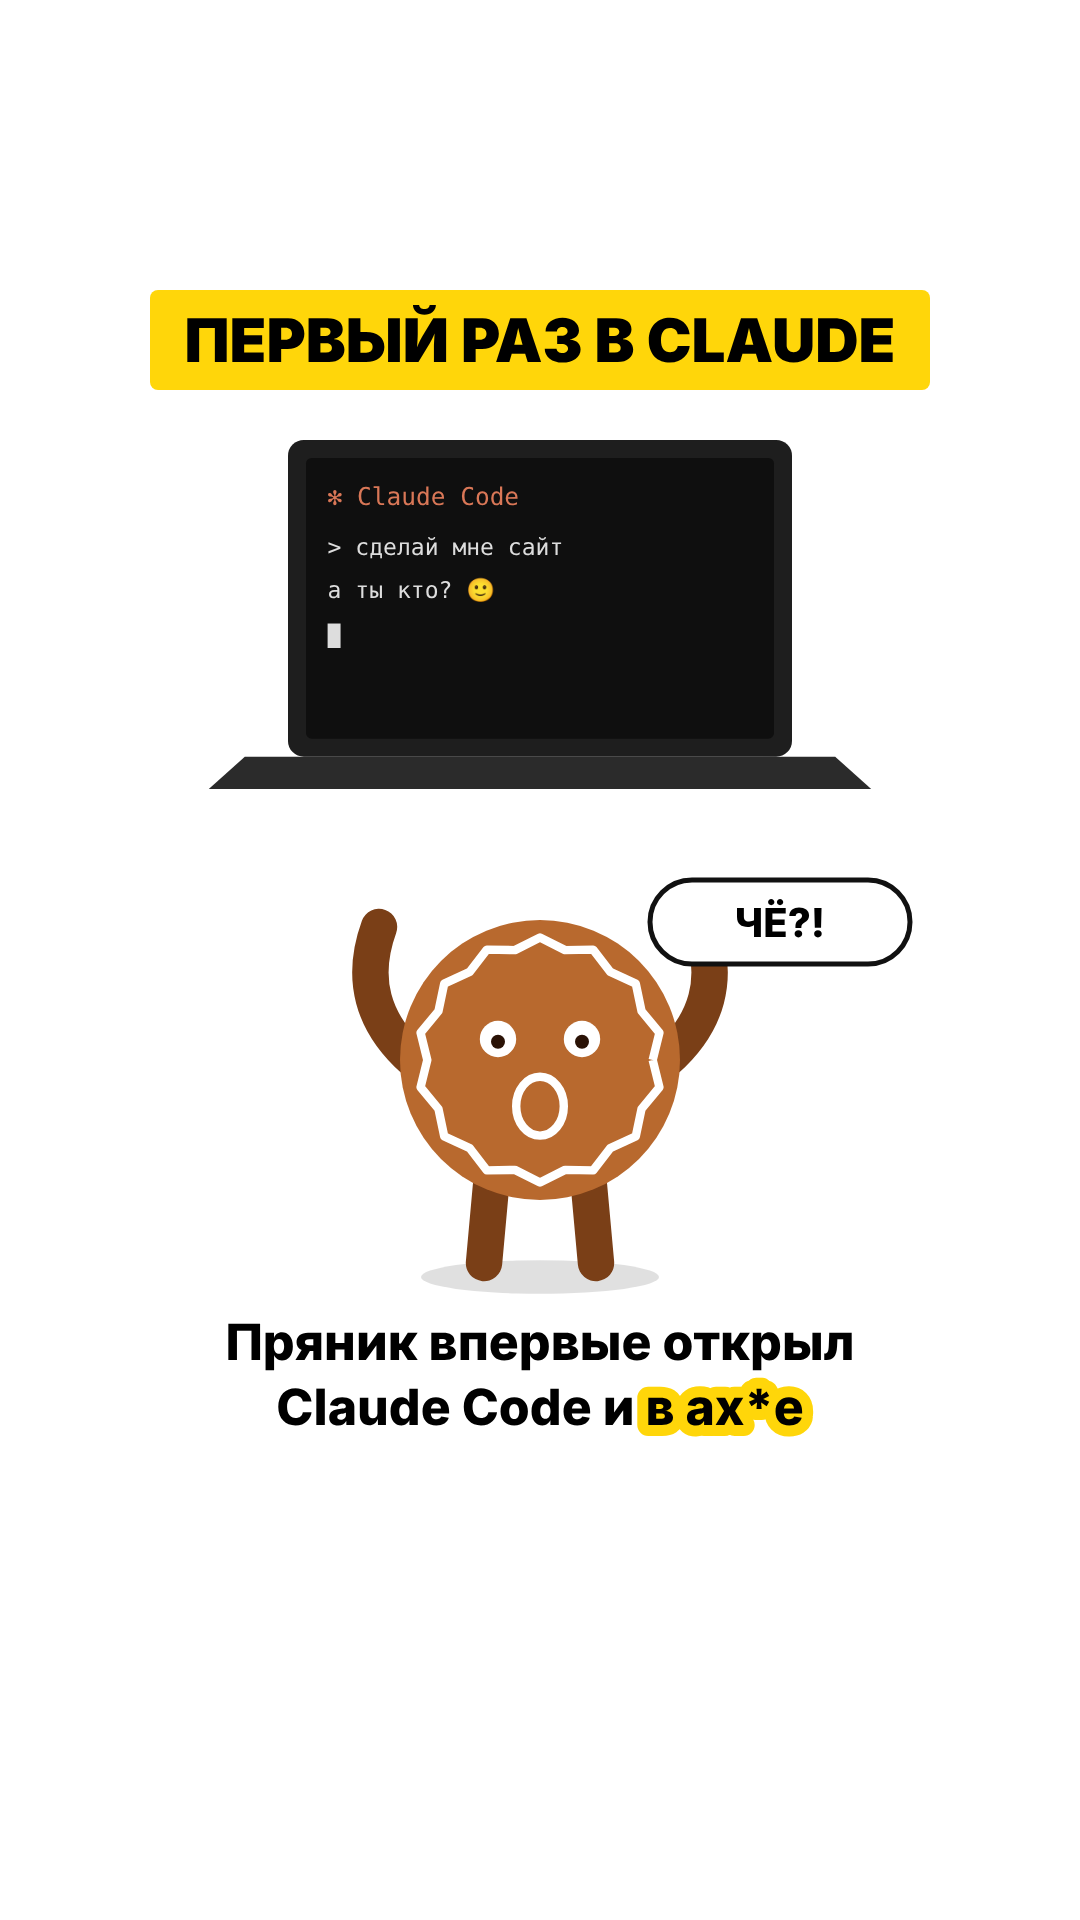 ПЕРВЫЙ РАЗ В CLAUDE
✻ Claude Code
> сделай мне сайт
а ты кто? 🙂
ЧЁ?!
Пряник впервые открыл
Claude Code и в ах*е